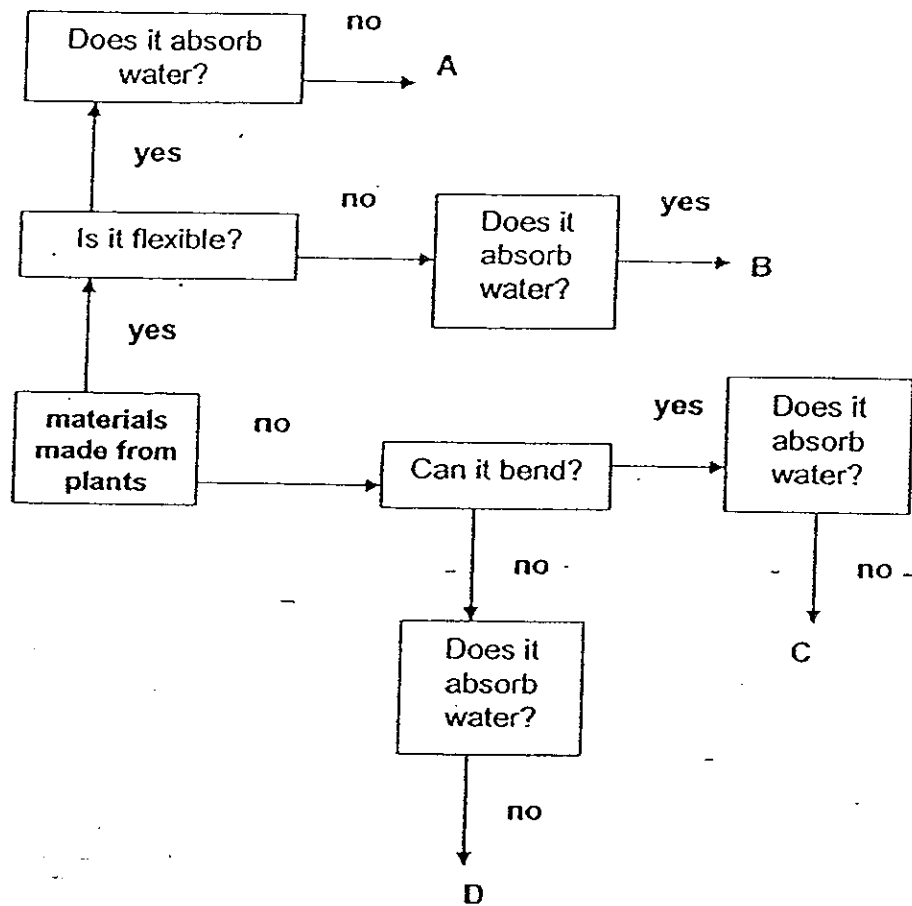 Does it absorb
water?
no
A
yes
Is it flexible?
no
Does it
absorb
water?
yes
B
yes
materials
made from
plants
no
Can it bend?
yes
Does it
absorb
water?
no
C
no
Does it
absorb
water?
no
D